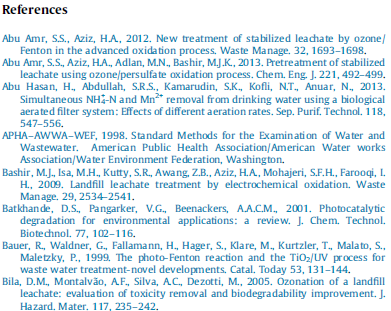 References
Abu Amr, S.S., Aziz, H.A., 2012. New treatment of stabilized leachate by ozone/
Fenton in the advanced oxidation process. Waste Manage. 32, 1693–1698.
Abu Amr, S.S., Aziz, H.A., Adlan, M.N., Bashir, M.J.K., 2013. Pretreatment of stabilized
leachate using ozone/persulfate oxidation process. Chem. Eng. J. 221, 492–499.
Abu Hasan, H., Abdullah, S.R.S., Kamarudin, S.K., Kofli, N.T., Anuar, N., 2013.
Simultaneous NH₄⁺-N and Mn²⁺ removal from drinking water using a biological
aerated filter system: Effects of different aeration rates. Sep. Purif. Technol. 118,
547–556.
APHA–AWWA–WEF, 1998. Standard Methods for the Examination of Water and
Wastewater. American Public Health Association/American Water works
Association/Water Environment Federation, Washington.
Bashir, M.J., Isa, M.H., Kutty, S.R., Awang, Z.B., Aziz, H.A., Mohajeri, S.F.H., Farooqi, I.
H., 2009. Landfill leachate treatment by electrochemical oxidation. Waste
Manage. 29, 2534–2541.
Batkhande, D.S., Pangarker, V.G., Beenackers, A.A.C.M., 2001. Photocatalytic
degradation for environmental applications: a review. J. Chem. Technol.
Biotechnol. 77, 102–116.
Bauer, R., Waldner, G., Fallamann, H., Hager, S., Klare, M., Kurtzler, T., Malato, S.,
Maletzky, P., 1999. The photo-Fenton reaction and the TiO₂/UV process for
waste water treatment-novel developments. Catal. Today 53, 131–144.
Bila, D.M., Montalvão, A.F., Silva, A.C., Dezotti, M., 2005. Ozonation of a landfill
leachate: evaluation of toxicity removal and biodegradability improvement. J.
Hazard. Mater. 117, 235–242.